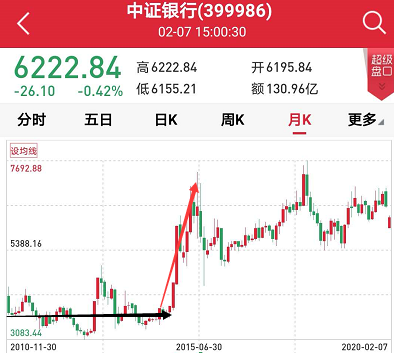 中证银行(399986)
02-07 15:00:30
6222.84
-26.10 -0.42%
高6222.84 开6195.84
低6155.21 额130.96亿
超级
盘口
分时 五日 日K 周K 月K 更多
设均线
7692.88
5388.16
3083.44
2010-11-30 2015-06-30 2020-02-07